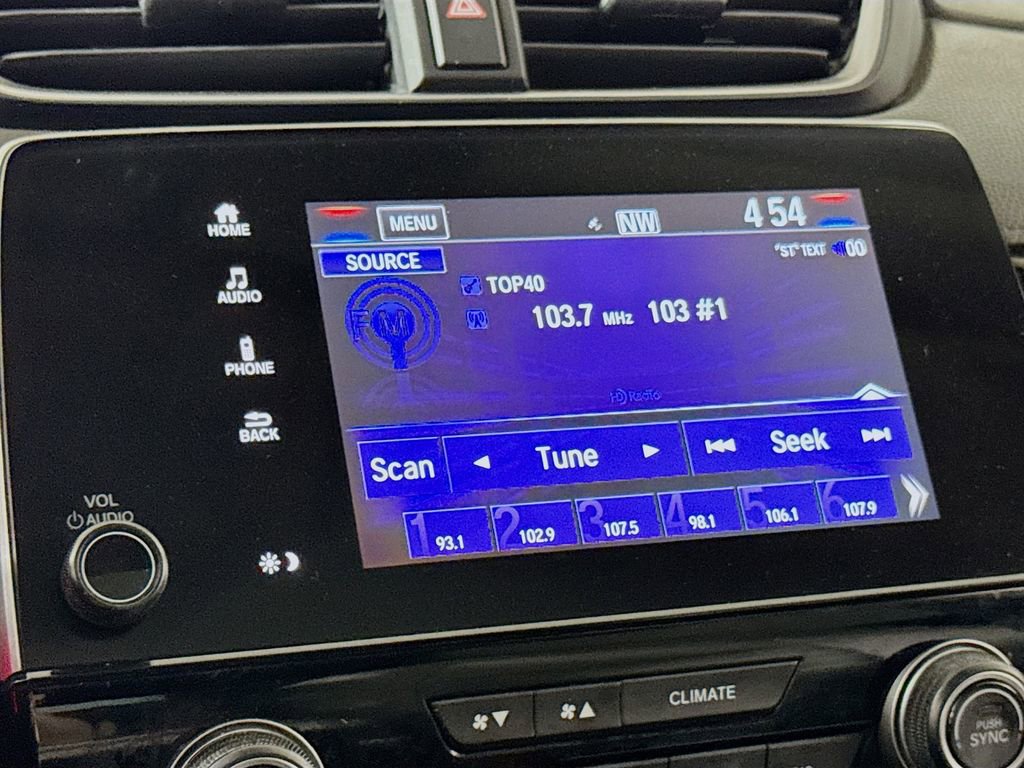 HOME
AUDIO
PHONE
BACK
VOL
AUDIO
MENU
NW
4 54
SOURCE
"ST" TEXT 00
TOP40
FM
103.7 MHz 103 #1
HD Radio
Scan
Tune
Seek
1 93.1
2 102.9
3 107.5
4 98.1
5 106.1
6 107.9
CLIMATE
PUSH
SYNC